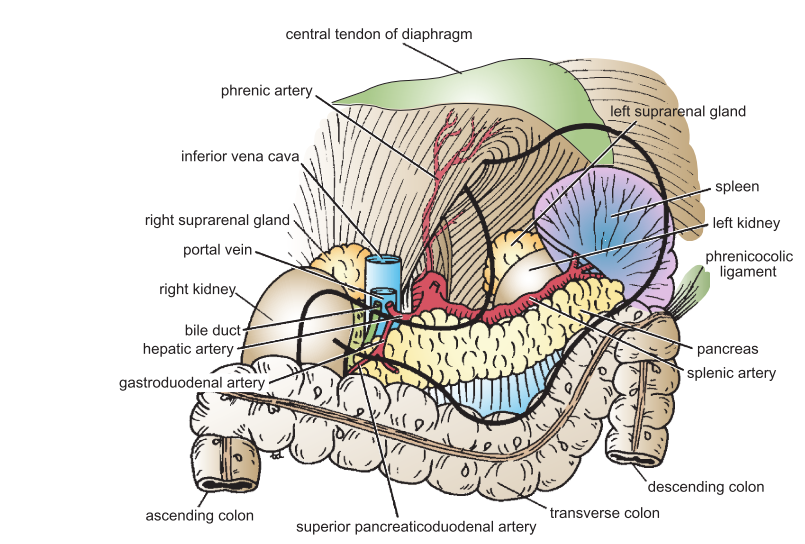 central tendon of diaphragm
phrenic artery
left suprarenal gland
inferior vena cava
spleen
right suprarenal gland
left kidney
portal vein
phrenicocolic
ligament
right kidney
bile duct
hepatic artery
pancreas
splenic artery
gastroduodenal artery
descending colon
transverse colon
ascending colon
superior pancreaticoduodenal artery